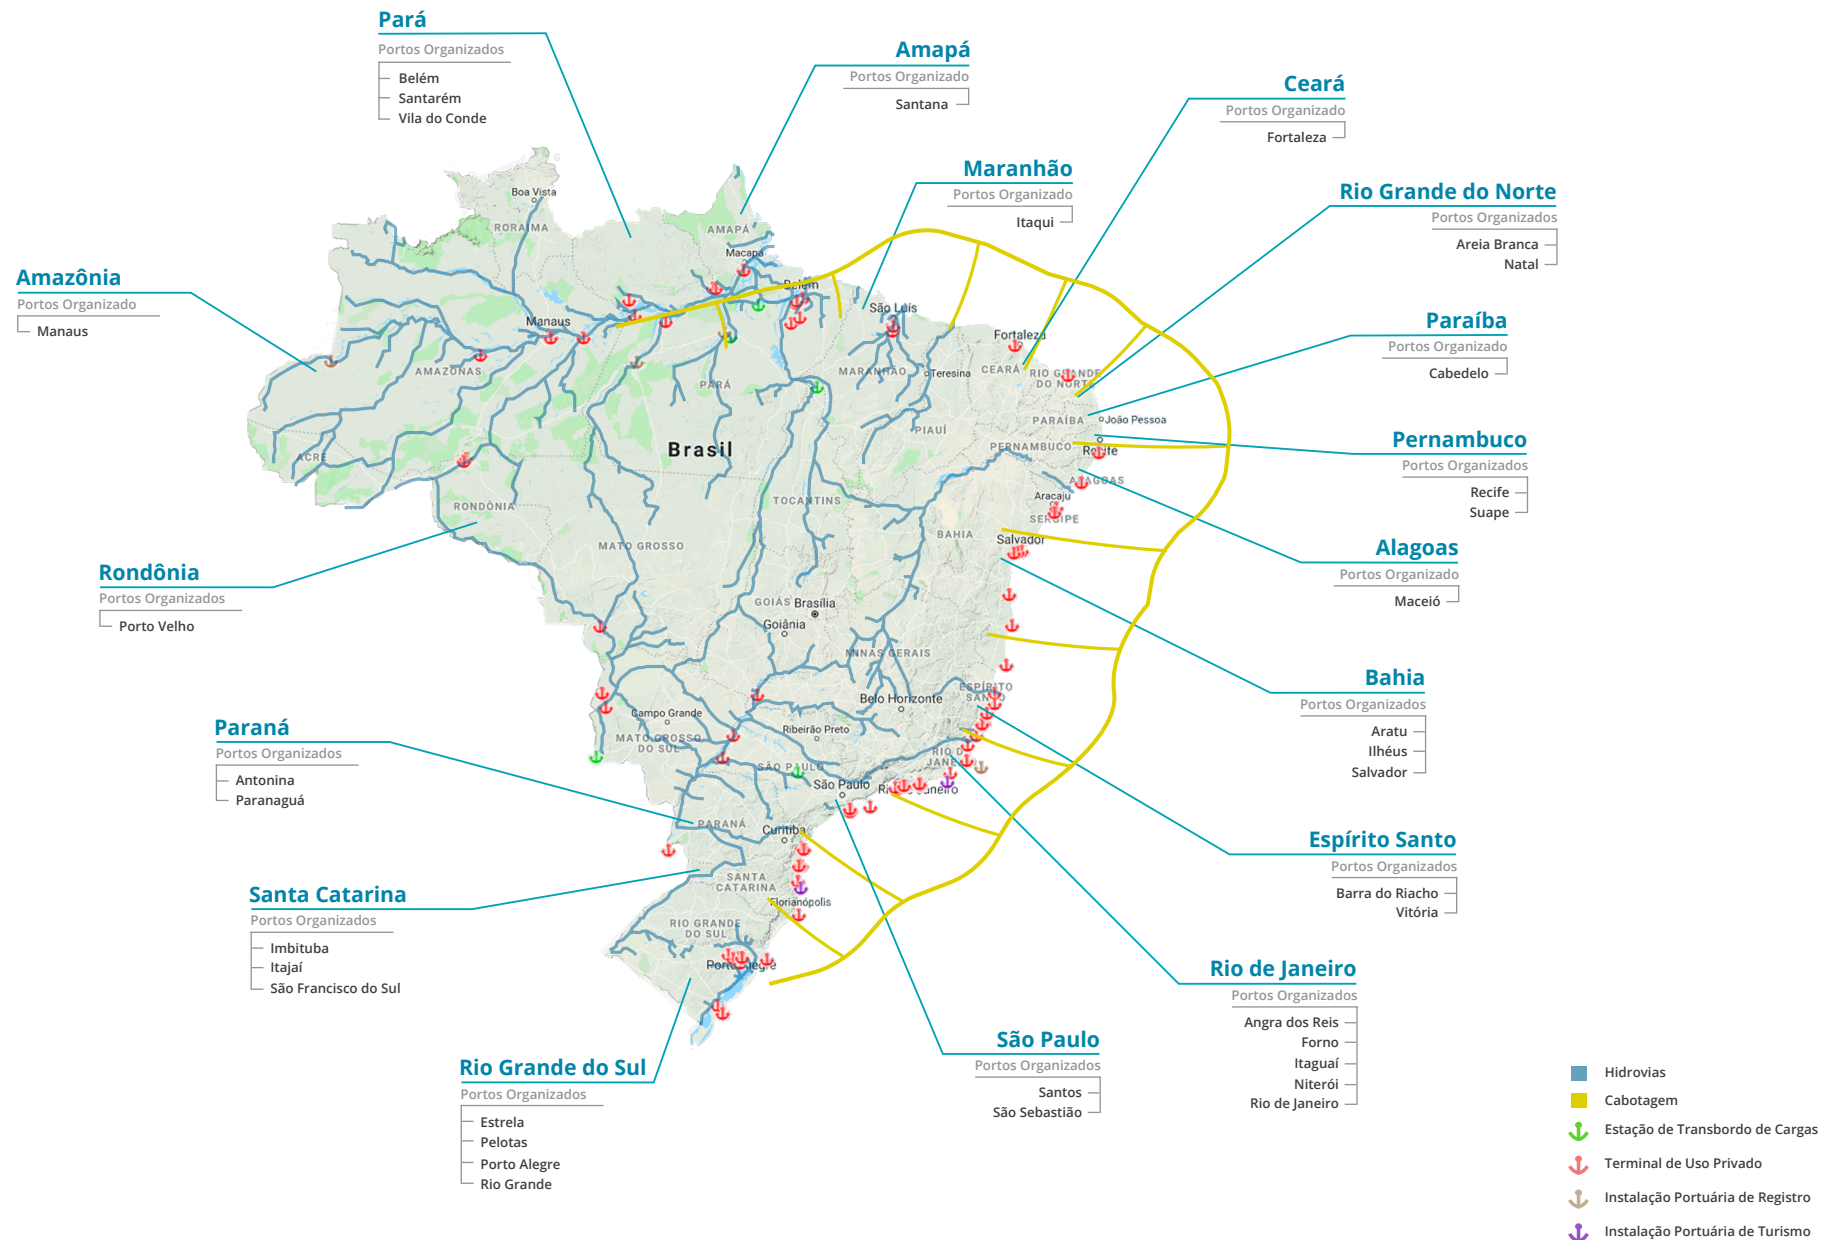 Pará
Portos Organizados
Belém
Santarém
Vila do Conde
Amapá
Portos Organizado
Santana
Ceará
Portos Organizado
Fortaleza
Maranhão
Portos Organizado
Itaqui
Rio Grande do Norte
Portos Organizados
Areia Branca
Natal
Amazônia
Portos Organizado
Manaus
Paraíba
Portos Organizado
Cabedelo
Pernambuco
Portos Organizados
Recife
Suape
Alagoas
Portos Organizado
Maceió
Rondônia
Portos Organizados
Porto Velho
Bahia
Portos Organizados
Aratu
Ilhéus
Salvador
Paraná
Portos Organizados
Antonina
Paranaguá
Espírito Santo
Portos Organizados
Barra do Riacho
Vitória
Santa Catarina
Portos Organizados
Imbituba
Itajaí
São Francisco do Sul
Rio de Janeiro
Portos Organizados
Angra dos Reis
Forno
Itaguaí
Niterói
Rio de Janeiro
São Paulo
Portos Organizados
Santos
São Sebastião
Rio Grande do Sul
Portos Organizados
Estrela
Pelotas
Porto Alegre
Rio Grande
Boa Vista
RORAIMA
AMAPÁ
Macapá
Belém
São Luís
Manaus
Fortaleza
AMAZONAS
PARÁ
MARANHÃO
Teresina
CEARÁ
RIO GRANDE
DO NORTE
PARAÍBA
João Pessoa
PIAUÍ
PERNAMBUCO
Recife
Brasil
ACRE
ALAGOAS
Aracaju
SERGIPE
RONDÔNIA
TOCANTINS
BAHIA
Salvador
MATO GROSSO
GOIÁS
Brasília
Goiânia
MINAS GERAIS
Belo Horizonte
ESPÍRITO
SANTO
Campo Grande
MATO GROSSO
DO SUL
Ribeirão Preto
SÃO PAULO
São Paulo
RIO D
JANEI
Rio de Janeiro
PARANÁ
Curitiba
SANTA
CATARINA
Florianópolis
RIO GRANDE
DO SUL
Porto Alegre
Hidrovias
Cabotagem
Estação de Transbordo de Cargas
Terminal de Uso Privado
Instalação Portuária de Registro
Instalação Portuária de Turismo